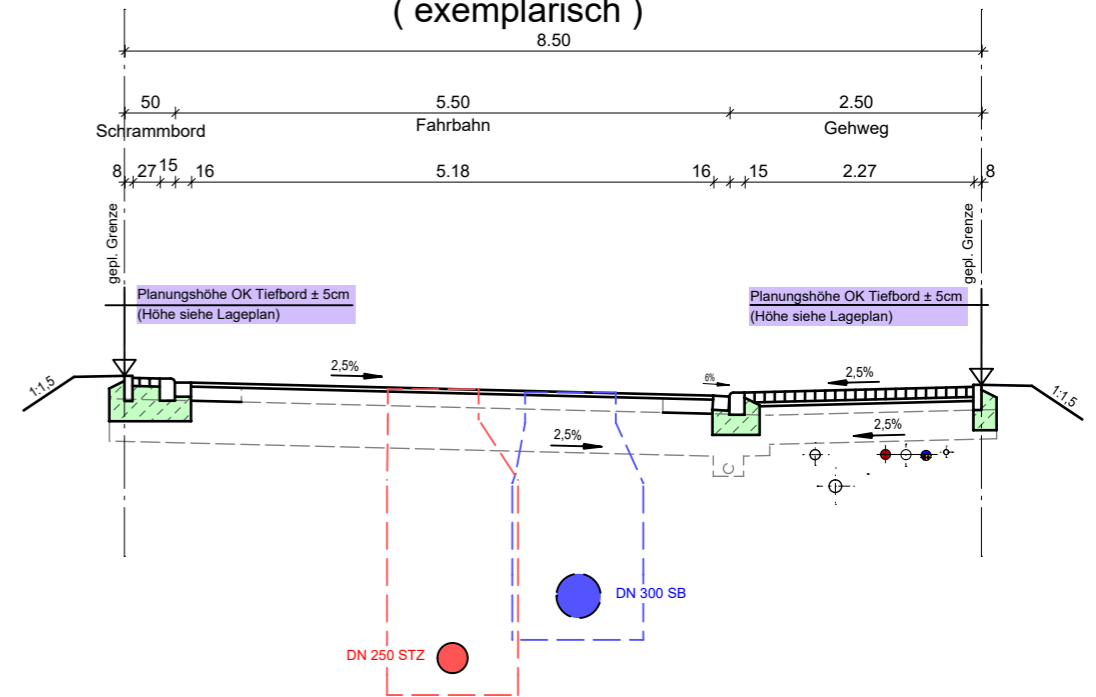 ( exemplarisch )
8.50
50 5.50 2.50
Schrammbord Fahrbahn Gehweg
8 27 15 16 5.18 16 15 2.27 8
gepl. Grenze
gepl. Grenze
Planungshöhe OK Tiefbord ± 5cm
(Höhe siehe Lageplan)
Planungshöhe OK Tiefbord ± 5cm
(Höhe siehe Lageplan)
1:1,5
2,5%
6%
2,5%
1:1,5
2,5%
2,5%
DN 300 SB
DN 250 STZ